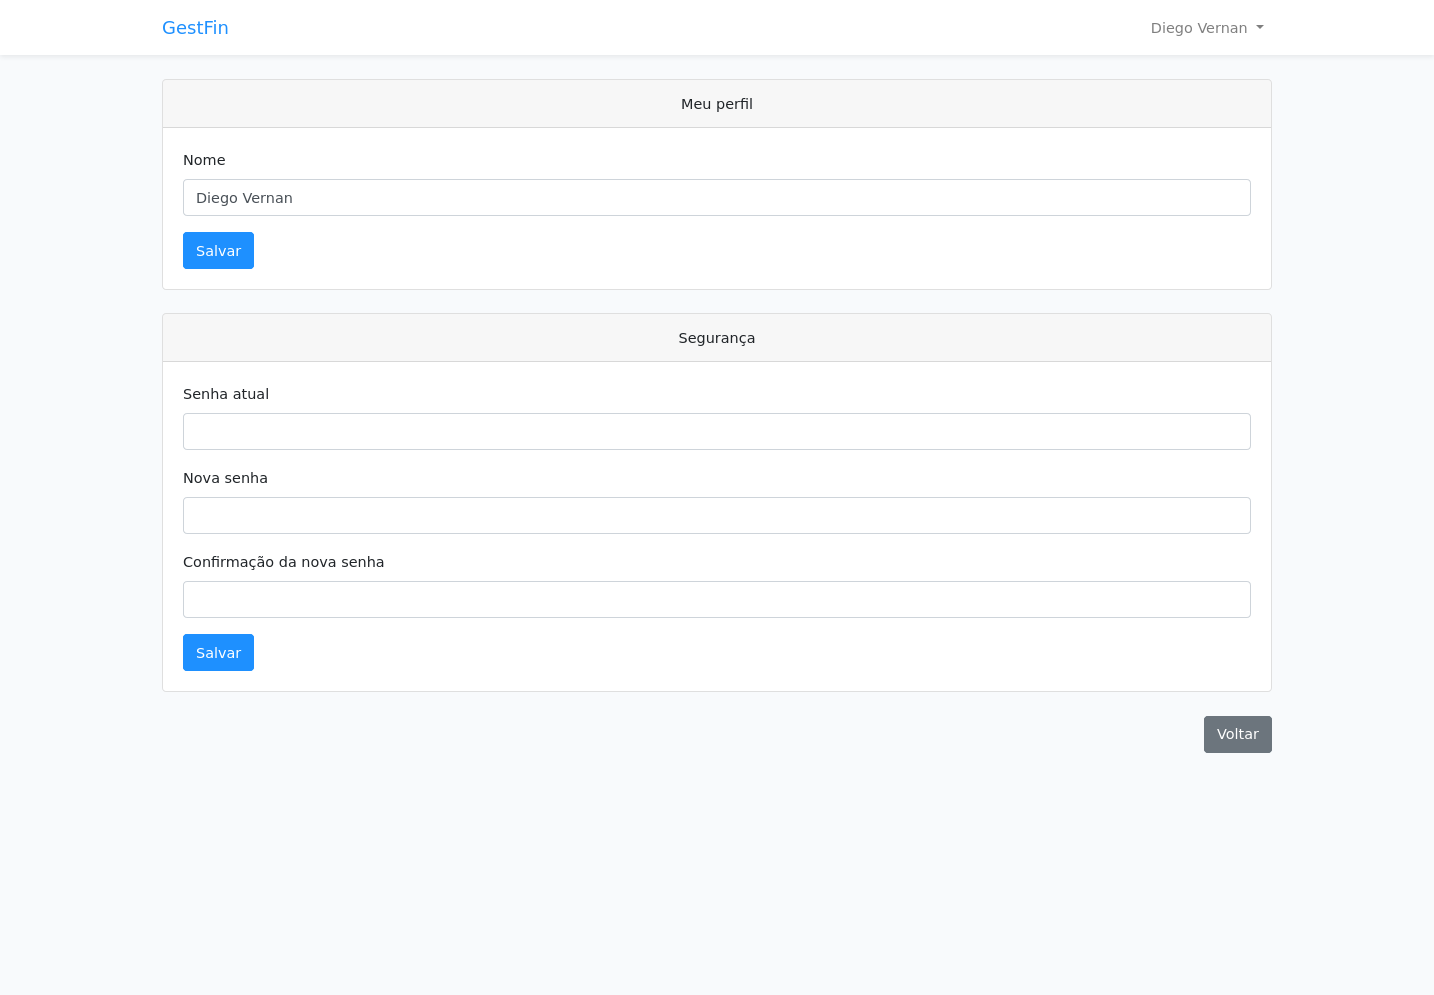 GestFin
Diego Vernan
Meu perfil
Nome
Diego Vernan
Salvar
Segurança
Senha atual
Nova senha
Confirmação da nova senha
Salvar
Voltar